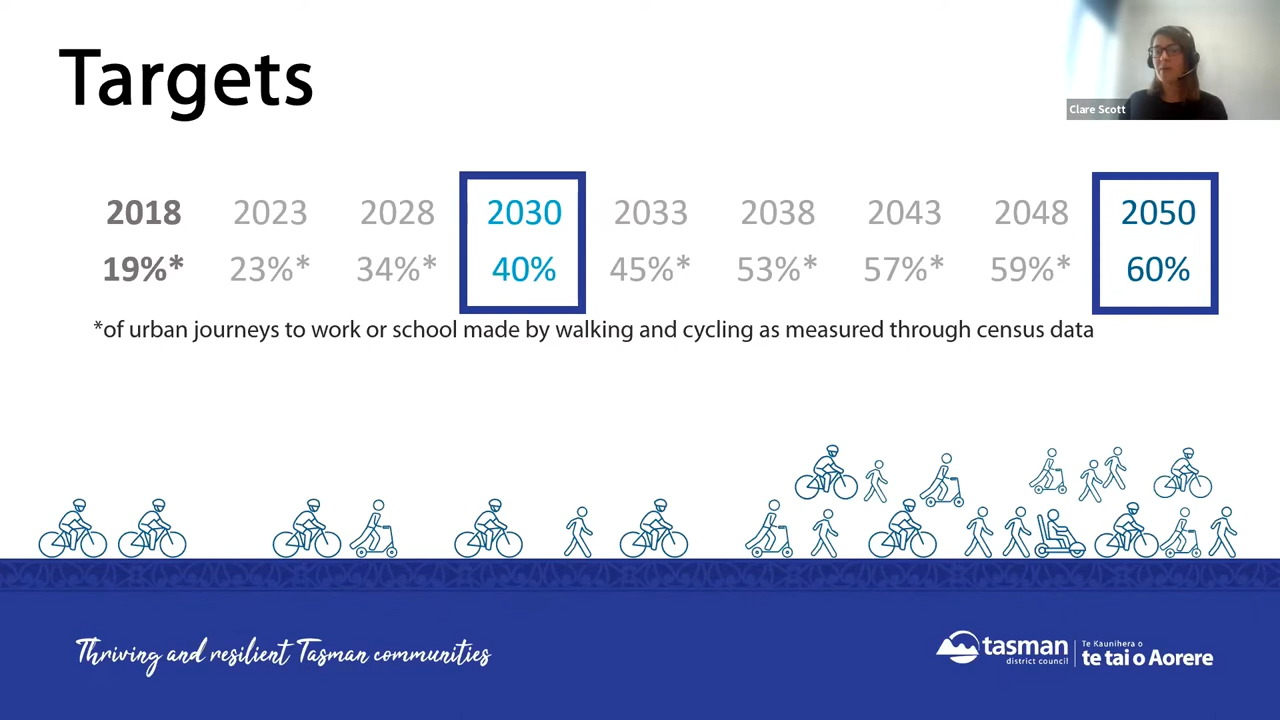 Targets
Clare Scott
2018 2023 2028 2030 2033 2038 2043 2048 2050
19%* 23%* 34%* 40% 45%* 53%* 57%* 59%* 60%
*of urban journeys to work or school made by walking and cycling as measured through census data
Thriving and resilient Tasman communities
tasman
district council
Te Kaunihera o
te tai o Aorere